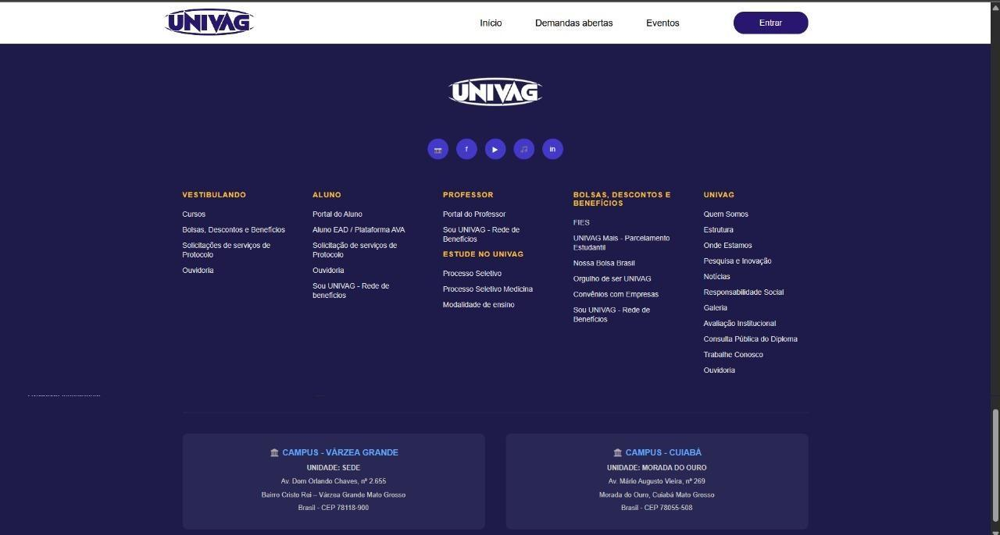 UNIVAG
Início
Demandas abertas
Eventos
Entrar
UNIVAG
f
in
VESTIBULANDO
Cursos
Bolsas, Descontos e Benefícios
Solicitações de serviços de
Protocolo
Ouvidoria
ALUNO
Portal do Aluno
Aluno EAD / Plataforma AVA
Solicitação de serviços de
Protocolo
Ouvidoria
Sou UNIVAG - Rede de
benefícios
PROFESSOR
Portal do Professor
Sou UNIVAG - Rede de
Benefícios
ESTUDE NO UNIVAG
Processo Seletivo
Processo Seletivo Medicina
Modalidade de ensino
BOLSAS, DESCONTOS E
BENEFÍCIOS
FIES
UNIVAG Mais - Parcelamento
Estudantil
Nossa Bolsa Brasil
Orgulho de ser UNIVAG
Convênios com Empresas
Sou UNIVAG - Rede de
Benefícios
UNIVAG
Quem Somos
Estrutura
Onde Estamos
Pesquisa e Inovação
Notícias
Responsabilidade Social
Galeria
Avaliação Institucional
Consulta Pública do Diploma
Trabalhe Conosco
Ouvidoria
CAMPUS - VÁRZEA GRANDE
UNIDADE: SEDE
Av. Dom Orlando Chaves, nº 2.655
Bairro Cristo Rei – Várzea Grande Mato Grosso
Brasil - CEP 78118-900
CAMPUS - CUIABÁ
UNIDADE: MORADA DO OURO
Av. Mário Augusto Vieira, nº 269
Morada do Ouro, Cuiabá Mato Grosso
Brasil - CEP 78055-508